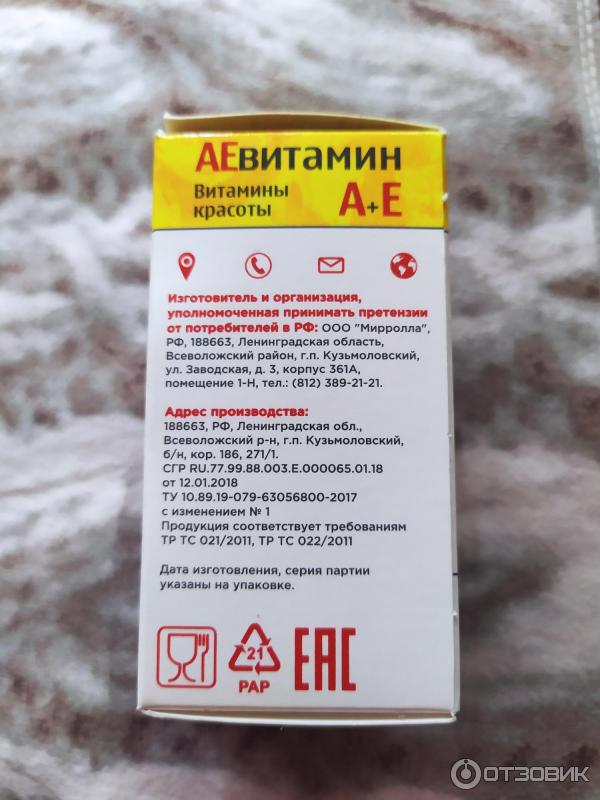 АЕвитамин
Витамины
красоты
А+Е
Изготовитель и организация,
уполномоченная принимать претензии
от потребителей в РФ: ООО "Мирролла",
РФ, 188663, Ленинградская область,
Всеволожский район, г.п. Кузьмоловский,
ул. Заводская, д. 3, корпус 361А,
помещение 1-Н, тел.: (812) 389-21-21.
Адрес производства:
188663, РФ, Ленинградская обл.,
Всеволожский р-н, г.п. Кузьмоловский,
б/н, кор. 186, 271/1.
СГР RU.77.99.88.003.Е.000065.01.18
от 12.01.2018
ТУ 10.89.19-079-63056800-2017
с изменением № 1
Продукция соответствует требованиям
ТР ТС 021/2011, ТР ТС 022/2011
Дата изготовления, серия партии
указаны на упаковке.
21
PAP
EAC
ОТЗОВИК